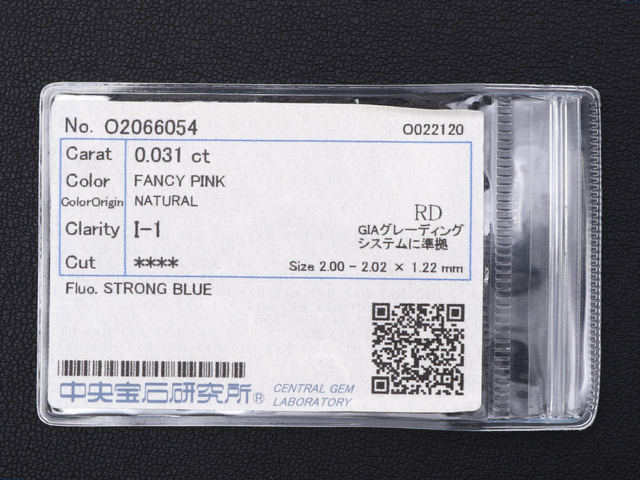 No. O2066054 O022120
Carat 0.031 ct
Color FANCY PINK
ColorOrigin NATURAL
Clarity I-1
RD
GIAグレーディング
システムに準拠
Cut **** Size 2.00 - 2.02 × 1.22 mm
Fluo. STRONG BLUE
中央宝石研究所® CENTRAL GEM
LABORATORY